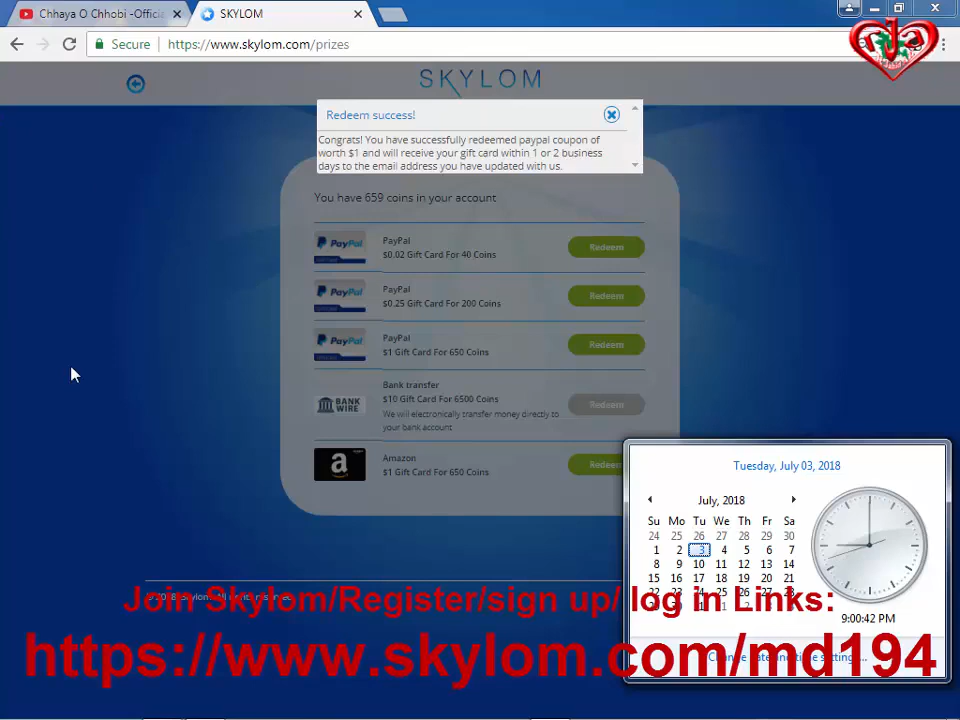 Chhaya O Chhobi -Officia
SKYLOM
Secure
https://www.skylom.com/prizes
SKYLOM
Redeem success!
Congrats! You have successfully redeemed paypal coupon of
worth $1 and will receive your gift card within 1 or 2 business
days to the email address you have updated with us.
You have 659 coins in your account
PayPal
PayPal
$0.02 Gift Card For 40 Coins
Redeem
PayPal
PayPal
$0.25 Gift Card For 200 Coins
Redeem
PayPal
PayPal
$1 Gift Card For 650 Coins
Redeem
BANK
WIRE
Bank transfer
$10 Gift Card For 6500 Coins
We will electronically transfer money directly to
your bank account
Redeem
a
Amazon
$1 Gift Card For 650 Coins
Redeem
Tuesday, July 03, 2018
July, 2018
Su Mo Tu We Th Fr Sa
24 25 26 27 28 29 30
1 2 3 4 5 6 7
8 9 10 11 12 13 14
15 16 17 18 19 20 21
9:00:42 PM
Join Skylom/Register/sign up/ log in Links:
https://www.skylom.com/md194